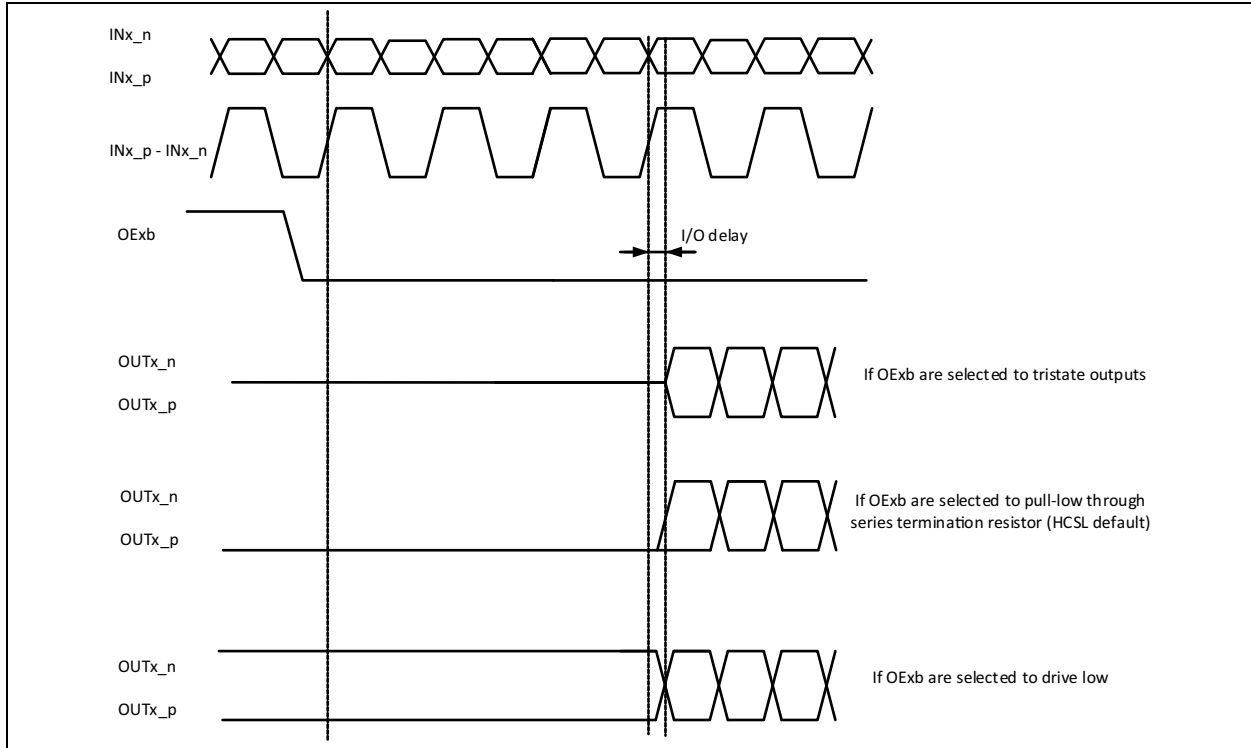 INx_n
INx_p
INx_p - INx_n
OExb
I/O delay
OUTx_n
OUTx_p
If OExb are selected to tristate outputs
OUTx_n
OUTx_p
If OExb are selected to pull-low through
series termination resistor (HCSL default)
OUTx_n
OUTx_p
If OExb are selected to drive low